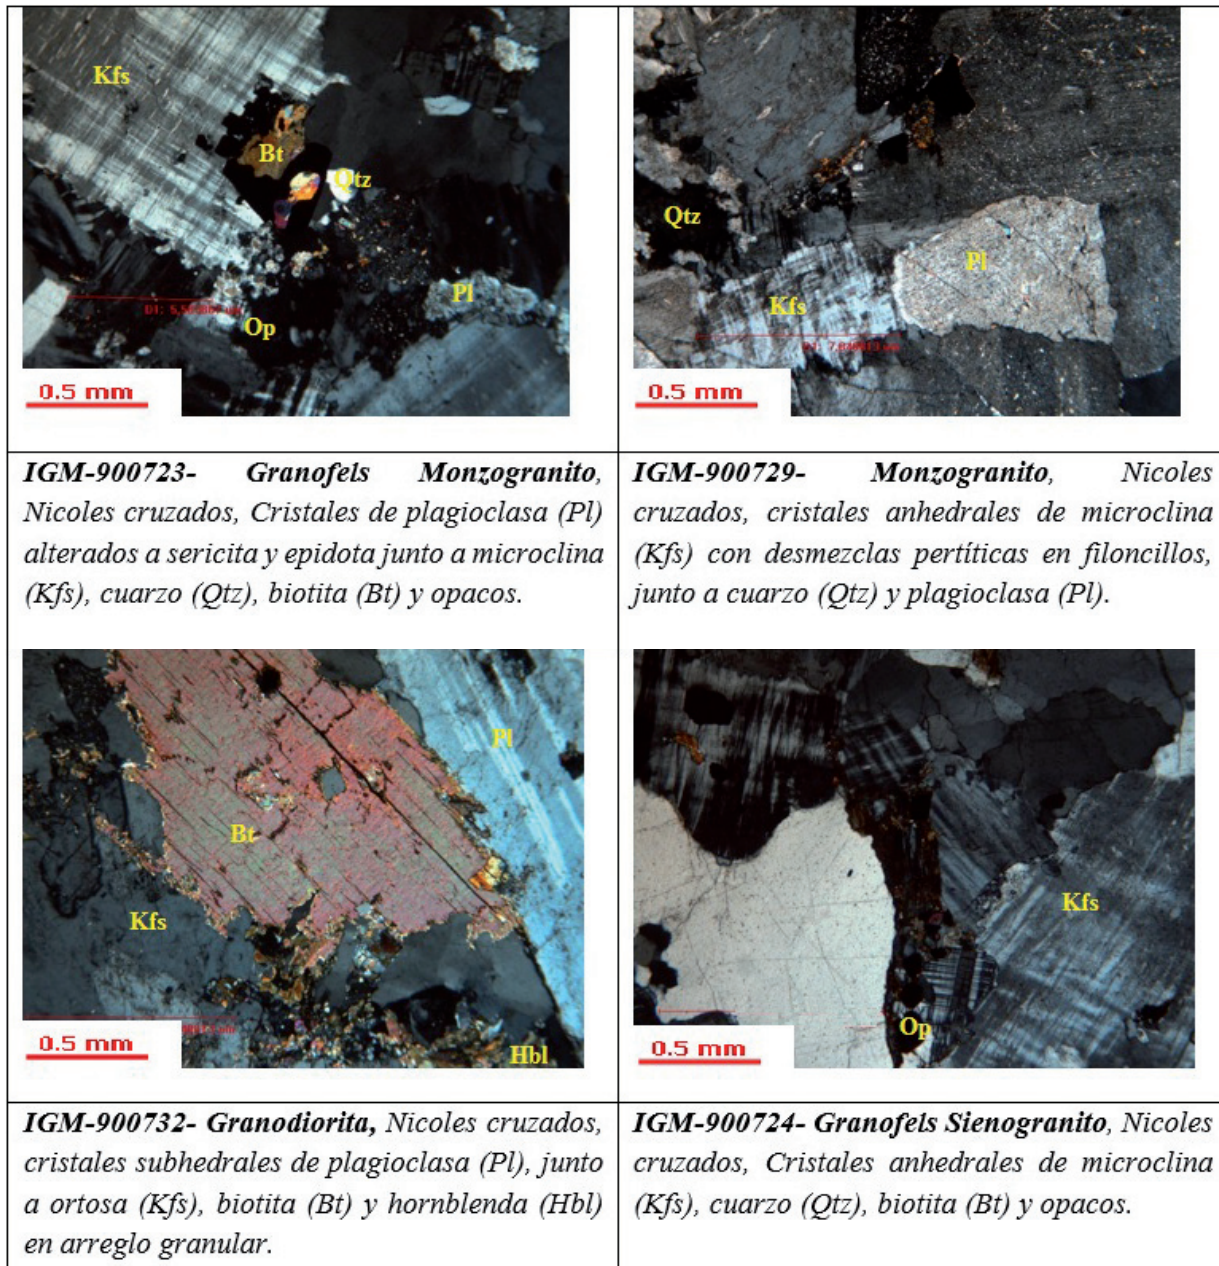 Kfs
Bt
Qtz
Pl
Op
0.5 mm
Qtz
Pl
Kfs
0.5 mm
IGM-900723- Granofels Monzogranito,
Nicoles cruzados, Cristales de plagioclasa (Pl)
alterados a sericita y epidota junto a microclina
(Kfs), cuarzo (Qtz), biotita (Bt) y opacos.
IGM-900729- Monzogranito, Nicoles
cruzados, cristales anhedrales de microclina
(Kfs) con desmezclas pertíticas en filoncillos,
junto a cuarzo (Qtz) y plagioclasa (Pl).
Pl
Bt
Kfs
Hbl
0.5 mm
Kfs
Op
0.5 mm
IGM-900732- Granodiorita, Nicoles cruzados,
cristales subhedrales de plagioclasa (Pl), junto
a ortosa (Kfs), biotita (Bt) y hornblenda (Hbl)
en arreglo granular.
IGM-900724- Granofels Sienogranito, Nicoles
cruzados, Cristales anhedrales de microclina
(Kfs), cuarzo (Qtz), biotita (Bt) y opacos.